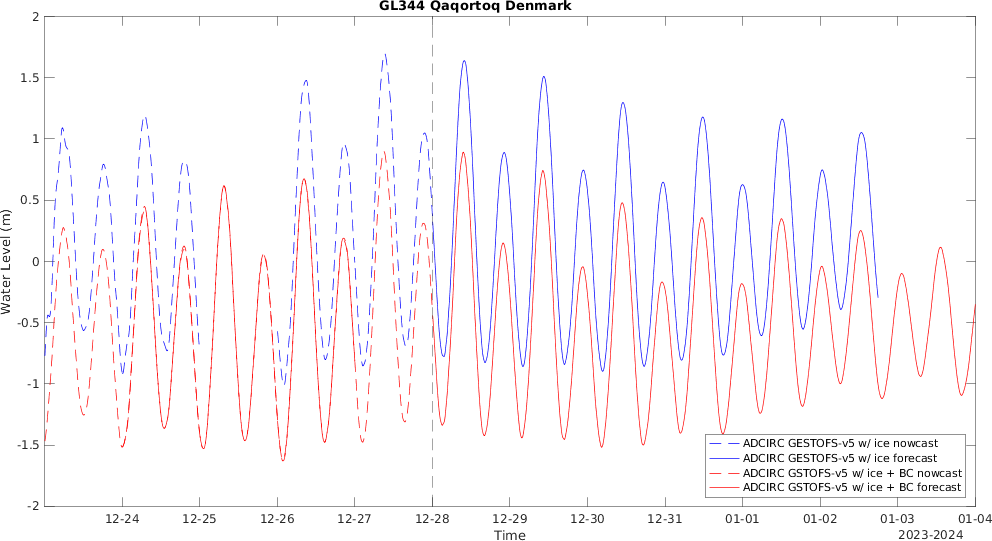 GL344 Qaqortoq Denmark
2
1.5
1
0.5
0
-0.5
-1
-1.5
-2
Water Level (m)
ADCIRC GESTOFS-v5 w/ ice nowcast
ADCIRC GESTOFS-v5 w/ ice forecast
ADCIRC GSTOFS-v5 w/ ice + BC nowcast
ADCIRC GSTOFS-v5 w/ ice + BC forecast
12-24 12-25 12-26 12-27 12-28 12-29 12-30 12-31 01-01 01-02 01-03 01-04
Time
2023-2024